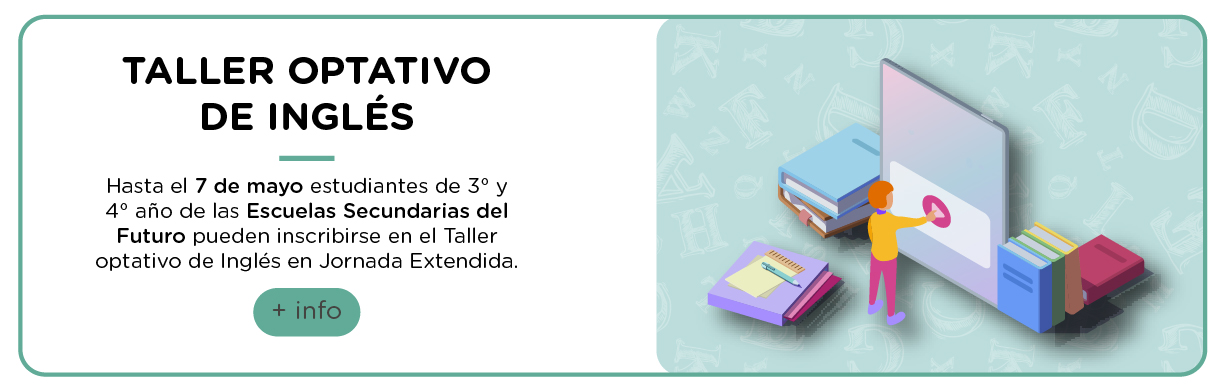 TALLER OPTATIVO
DE INGLÉS
Hasta el 7 de mayo estudiantes de 3° y
4° año de las Escuelas Secundarias del
Futuro pueden inscribirse en el Taller
optativo de Inglés en Jornada Extendida.
+ info